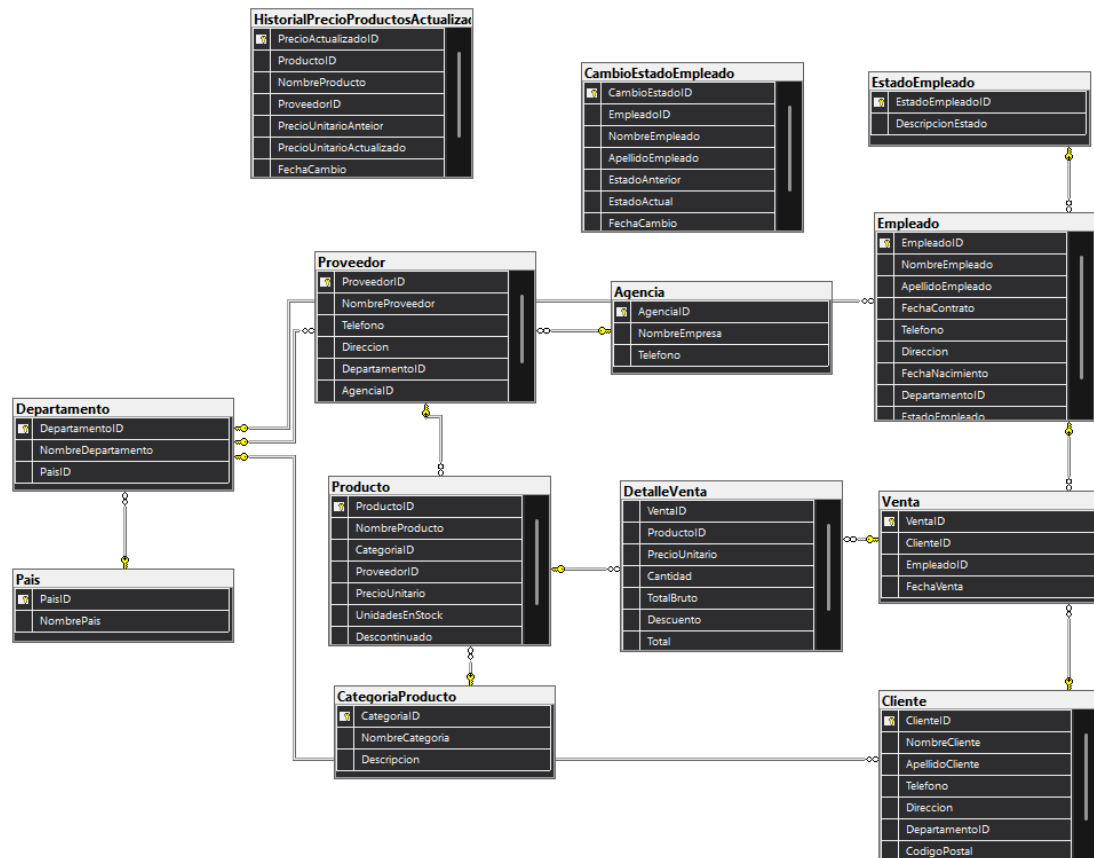 HistorialPrecioProductosActualizac
PrecioActualizadoID
ProductoID
NombreProducto
ProveedorID
PrecioUnitarioAnteior
PrecioUnitarioActualizado
FechaCambio
CambioEstadoEmpleado
CambioEstadoID
EmpleadoID
NombreEmpleado
ApellidoEmpleado
EstadoAnterior
EstadoActual
FechaCambio
EstadoEmpleado
EstadoEmpleadoID
DescripcionEstado
Proveedor
ProveedorID
NombreProveedor
Telefono
Direccion
DepartamentoID
AgenciaID
Agencia
AgenciaID
NombreEmpresa
Telefono
Empleado
EmpleadoID
NombreEmpleado
ApellidoEmpleado
FechaContrato
Telefono
Direccion
FechaNacimiento
DepartamentoID
EstadoEmpleado
Departamento
DepartamentoID
NombreDepartamento
PaisID
Producto
ProductoID
NombreProducto
CategoriaID
ProveedorID
PrecioUnitario
UnidadesEnStock
Descontinuado
DetalleVenta
VentaID
ProductoID
PrecioUnitario
Cantidad
TotalBruto
Descuento
Total
Venta
VentaID
ClienteID
EmpleadoID
FechaVenta
Pais
PaisID
NombrePais
CategoriaProducto
CategoriaID
NombreCategoria
Descripcion
Cliente
ClienteID
NombreCliente
ApellidoCliente
Telefono
Direccion
DepartamentoID
CodigoPostal